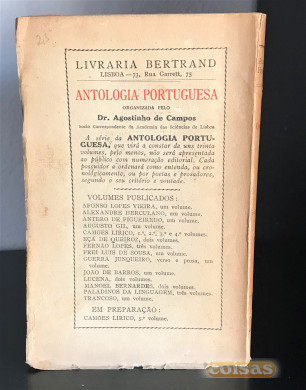 LIVRARIA BERTRAND
LISBOA — 73, Rua Garrett, 75
ANTOLOGIA PORTUGUESA
ORGANIZADA PELO
Dr. Agostinho de Campos
Sócio Correspondente da Academia das Sciências de Lisboa
A série da ANTOLOGIA PORTU-
GUESA, que virá a constar de uns trinta
volumes, pelo menos, não será apresentada
ao público com numeração editorial. Cada
possuidor a ordenará como entenda, ou cro-
nològicamente, ou por poetas e prosadores,
segundo o seu critério e vontade.
VOLUMES PUBLICADOS:
AFONSO LOPES VIEIRA, um volume.
ALEXANDRE HERCULANO, um volume.
ANTERO DE FIGUEIREDO, um volume.
AUGUSTO GIL, um volume.
CAMÕES LÍRICO, 1.º, 2.º, 3.º e 4.º volumes.
EÇA DE QUEIROZ, dois volumes.
FERNÃO LOPES, três volumes.
FREI LUIS DE SOUSA, um volume.
GUERRA JUNQUEIRO, verso e prosa, um
volume.
JOÃO DE BARROS, um volume.
LUCENA, dois volumes.
MANOEL BERNARDES, dois volumes.
PALADINOS DA LINGUAGEM, três volumes.
TRANCOSO, um volume.
EM PREPARAÇÃO:
CAMÕES LÍRICO, 5.º volume.
coisas